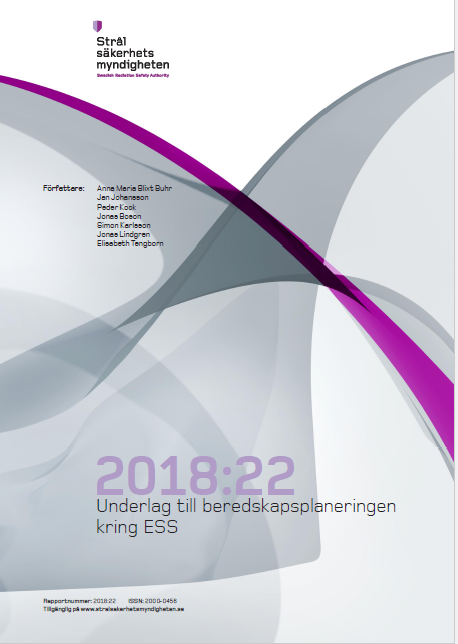 Strål
säkerhets
myndigheten
Swedish Radiation Safety Authority
Författare:
Anna Maria Blixt Buhr
Jan Johansson
Peder Kock
Jonas Boson
Simon Karlsson
Jonas Lindgren
Elisabeth Tengborn
2018:22
Underlag till beredskapsplaneringen
kring ESS
Rapportnummer: 2018:22 ISSN: 2000-0456
Tillgänglig på www.stralsakerhetsmyndigheten.se